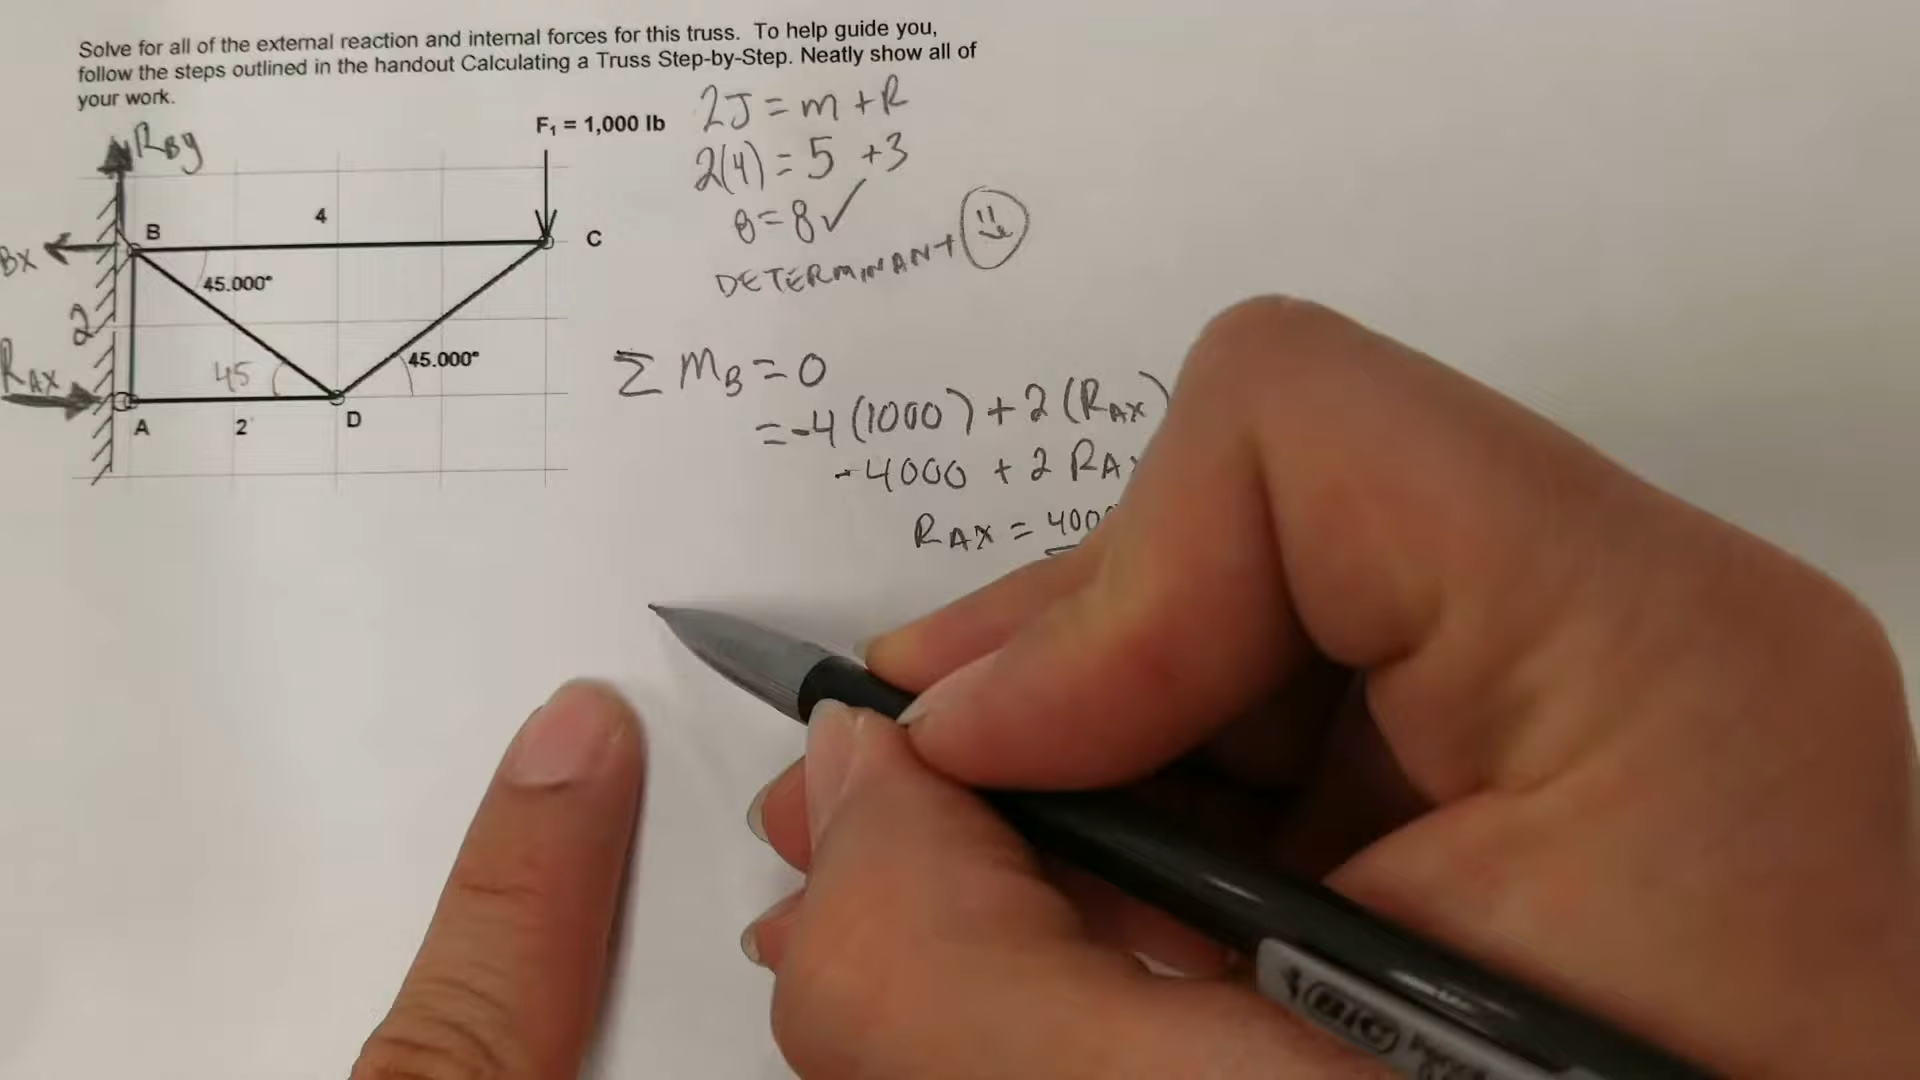 Solve for all of the external reaction and internal forces for this truss. To help guide you,
follow the steps outlined in the handout Calculating a Truss Step-by-Step. Neatly show all of
your work.
F₁ = 1,000 lb
RBy
4
B
C
BX
45.000°
2
RAX
45
45.000°
A
2
D
2J = m + R
2(4) = 5 + 3
8 = 8 ✓
DETERMINANT
Σ MB = 0
= -4 (1000) + 2 (RAX)
-4000 + 2 RAX
RAX = 400
BIC